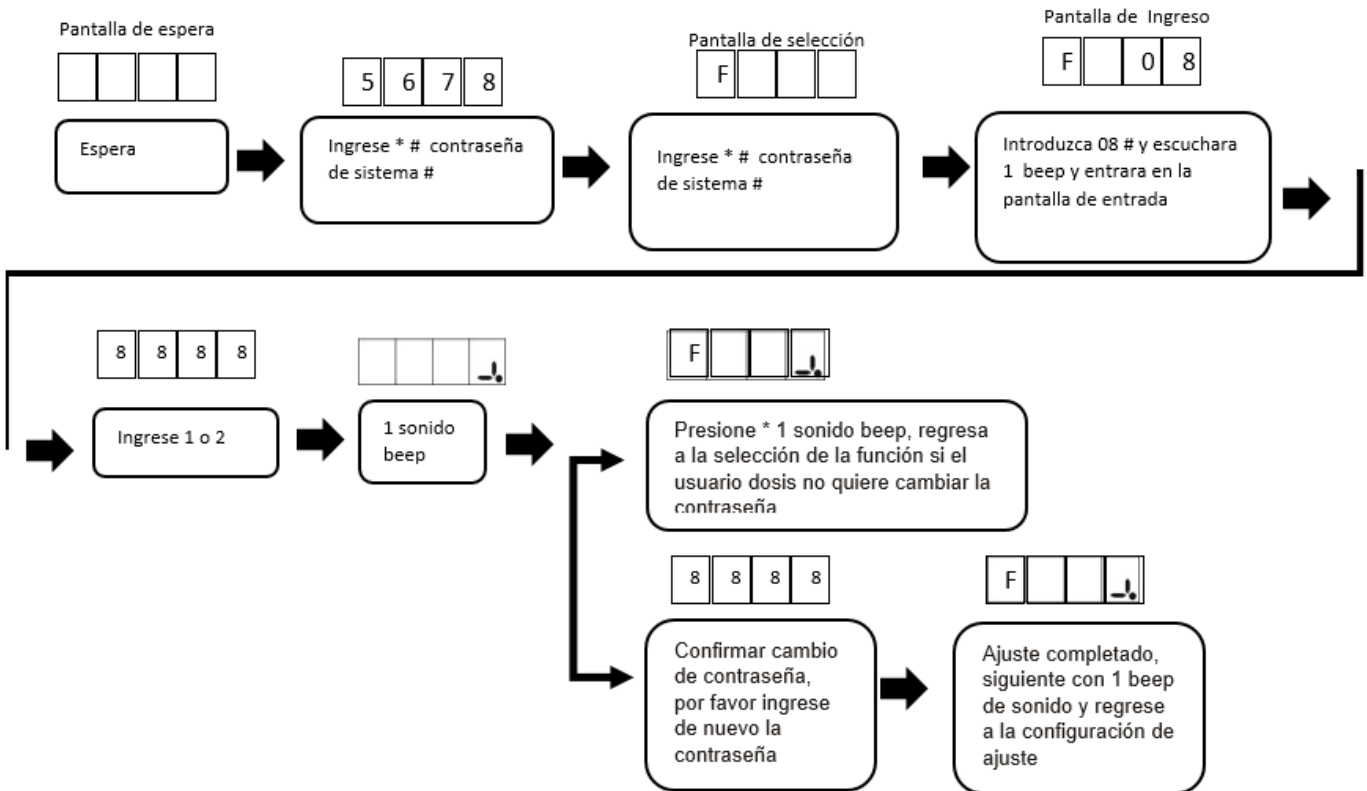 Pantalla de espera
Espera
5 6 7 8
Ingrese * # contraseña
de sistema #
Pantalla de selección
F
Ingrese * # contraseña
de sistema #
Pantalla de Ingreso
F 0 8
Introduzca 08 # y escuchara
1 beep y entrara en la
pantalla de entrada
8 8 8 8
Ingrese 1 o 2
1 sonido
beep
F
Presione * 1 sonido beep, regresa
a la selección de la función si el
usuario dosis no quiere cambiar la
contraseña
8 8 8 8
Confirmar cambio
de contraseña,
por favor ingrese
de nuevo la
contraseña
F
Ajuste completado,
siguiente con 1 beep
de sonido y regrese
a la configuración de
ajuste